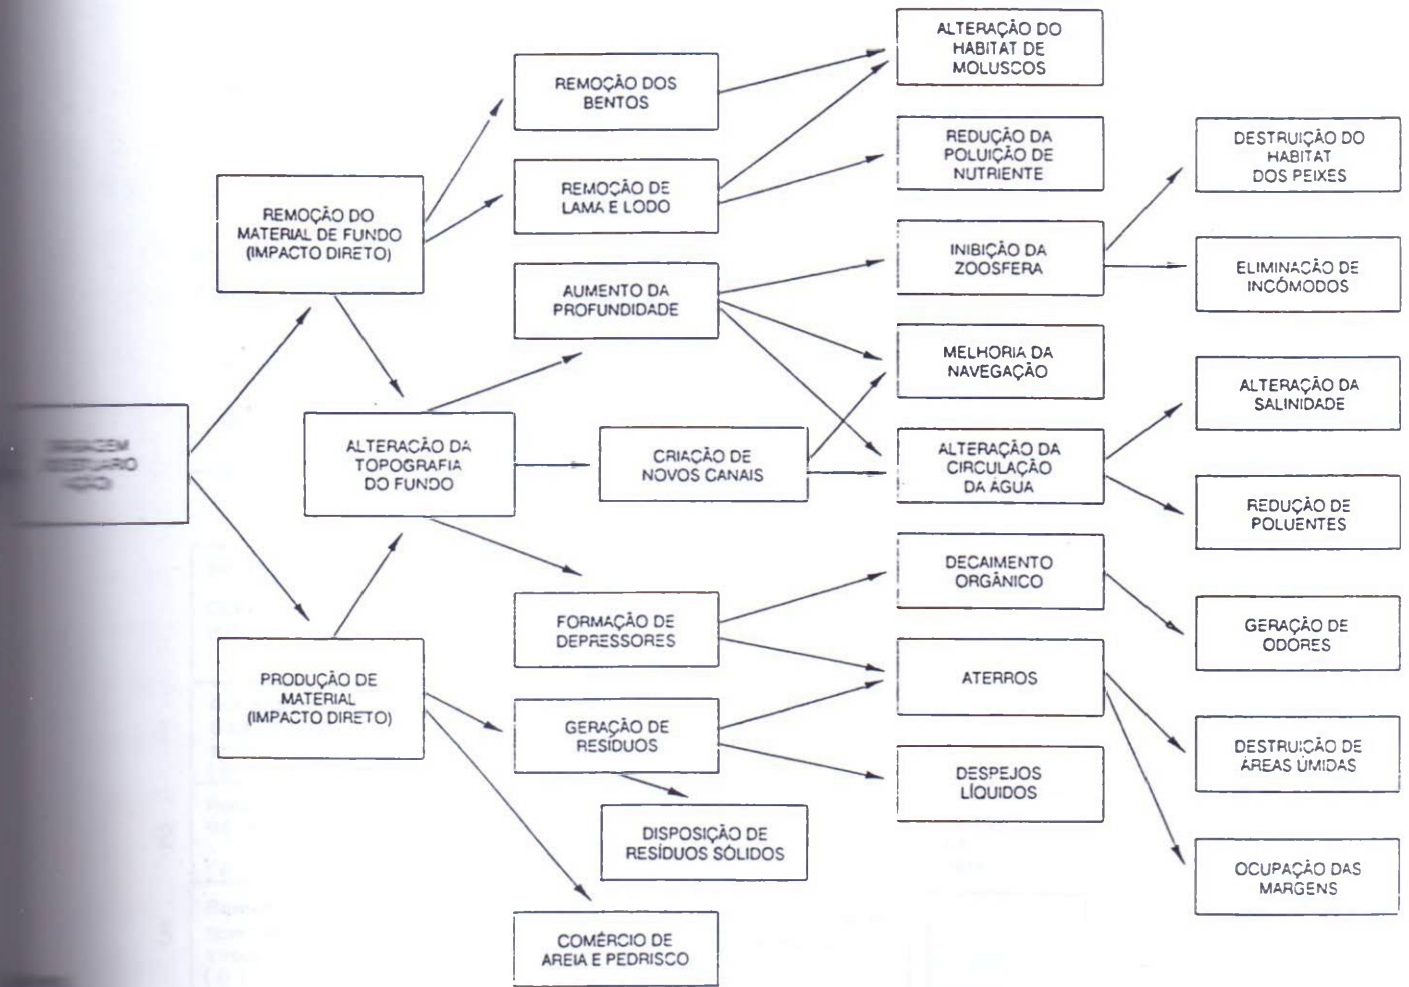 ALTERAÇÃO DO
HABITAT DE
MOLUSCOS
REMOÇÃO DOS
BENTOS
REDUÇÃO DA
POLUIÇÃO DE
NUTRIENTE
DESTRUIÇÃO DO
HABITAT
DOS PEIXES
REMOÇÃO DE
LAMA E LODO
REMOÇÃO DO
MATERIAL DE FUNDO
(IMPACTO DIRETO)
INIBIÇÃO DA
ZOOSFERA
ELIMINAÇÃO DE
INCÔMODOS
AUMENTO DA
PROFUNDIDADE
MELHORIA DA
NAVEGAÇÃO
ALTERAÇÃO DA
SALINIDADE
ALTERAÇÃO DA
TOPOGRAFIA
DO FUNDO
CRIAÇÃO DE
NOVOS CANAIS
ALTERAÇÃO DA
CIRCULAÇÃO
DA ÁGUA
REDUÇÃO DE
POLUENTES
DECAIMENTO
ORGÂNICO
FORMAÇÃO DE
DEPRESSORES
GERAÇÃO DE
ODORES
PRODUÇÃO DE
MATERIAL
(IMPACTO DIRETO)
ATERROS
GERAÇÃO DE
RESÍDUOS
DESTRUIÇÃO DE
ÁREAS ÚMIDAS
DESPEJOS
LÍQUIDOS
DISPOSIÇÃO DE
RESÍDUOS SÓLIDOS
OCUPAÇÃO DAS
MARGENS
COMÉRCIO DE
AREIA E PEDRISCO